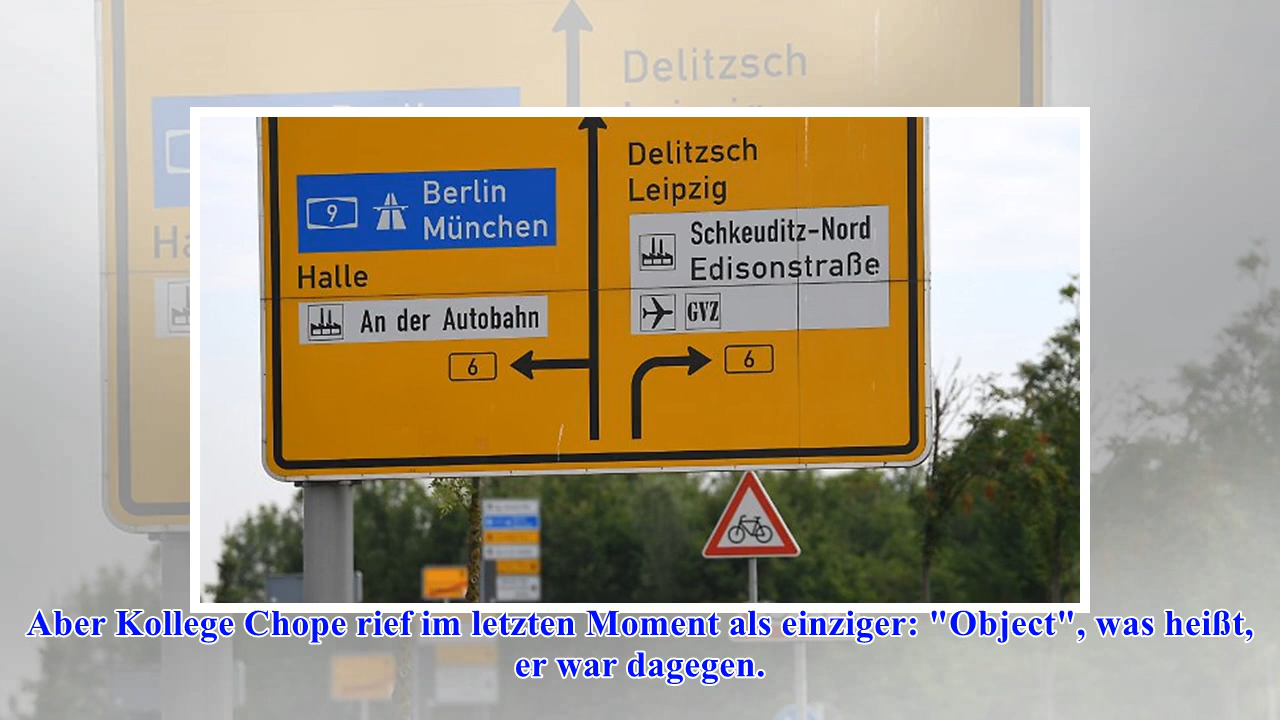 Delitzsch
Delitzsch
Leipzig
9 Berlin
München
Schkeuditz-Nord
Edisonstraße
Halle
GVZ
An der Autobahn
6
6
Aber Kollege Chope rief im letzten Moment als einziger: "Object", was heißt,
er war dagegen.